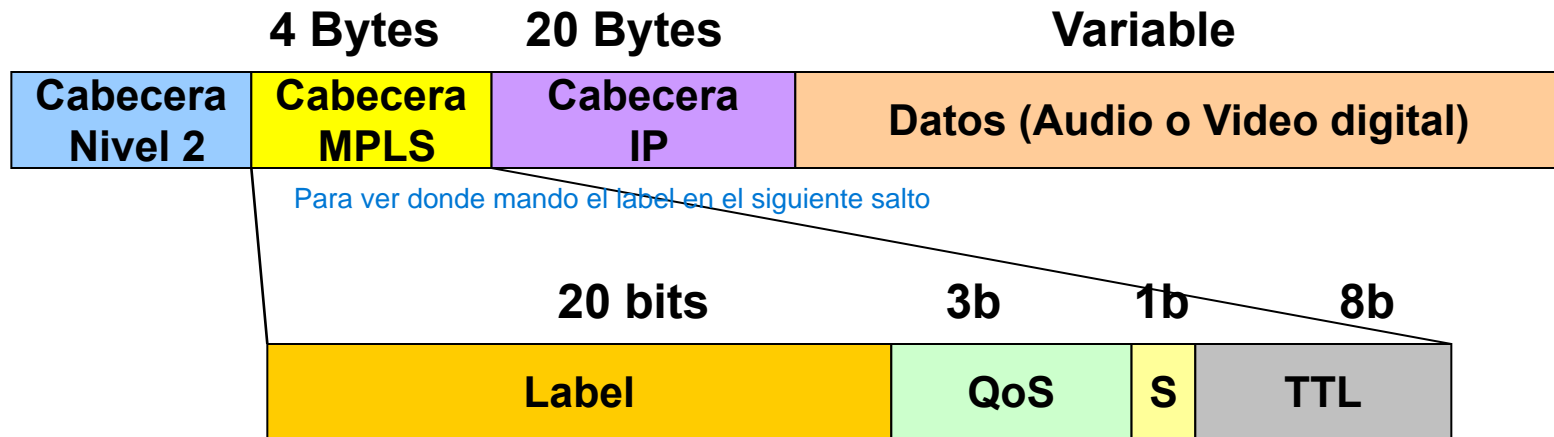 4 Bytes 20 Bytes Variable
Cabecera Nivel 2
Cabecera MPLS
Cabecera IP
Datos (Audio o Video digital)
Para ver donde mando el label en el siguiente salto
20 bits 3b 1b 8b
Label QoS S TTL